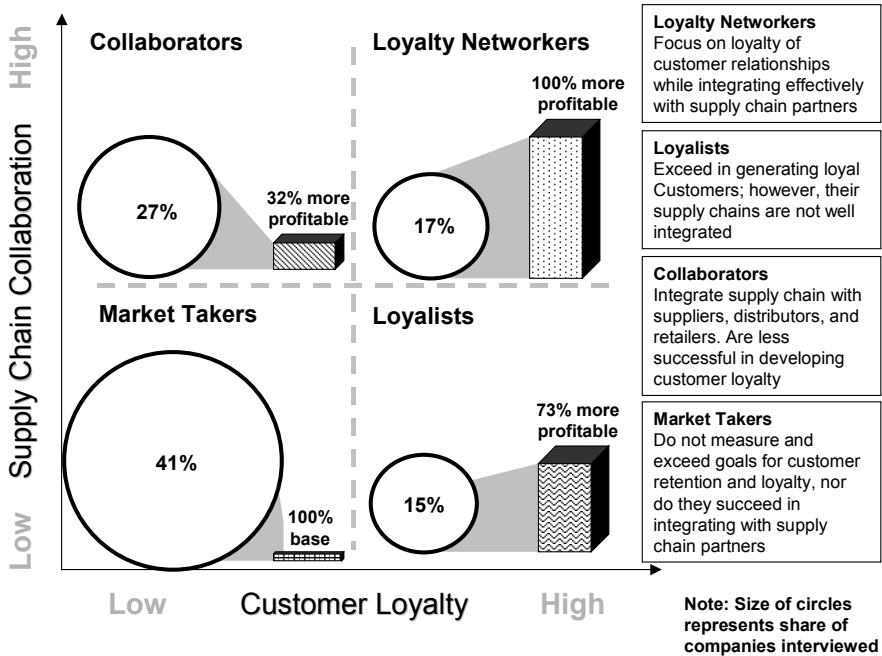 High
Supply Chain Collaboration
Low
Collaborators
27%
32% more
profitable
Loyalty Networkers
100% more
profitable
17%
Market Takers
41%
100%
base
Loyalists
73% more
profitable
15%
Low
Customer Loyalty
High
Loyalty Networkers
Focus on loyalty of
customer relationships
while integrating effectively
with supply chain partners
Loyalists
Exceed in generating loyal
Customers; however, their
supply chains are not well
integrated
Collaborators
Integrate supply chain with
suppliers, distributors, and
retailers. Are less
successful in developing
customer loyalty
Market Takers
Do not measure and
exceed goals for customer
retention and loyalty, nor
do they succeed in
integrating with supply
chain partners
Note: Size of circles
represents share of
companies interviewed